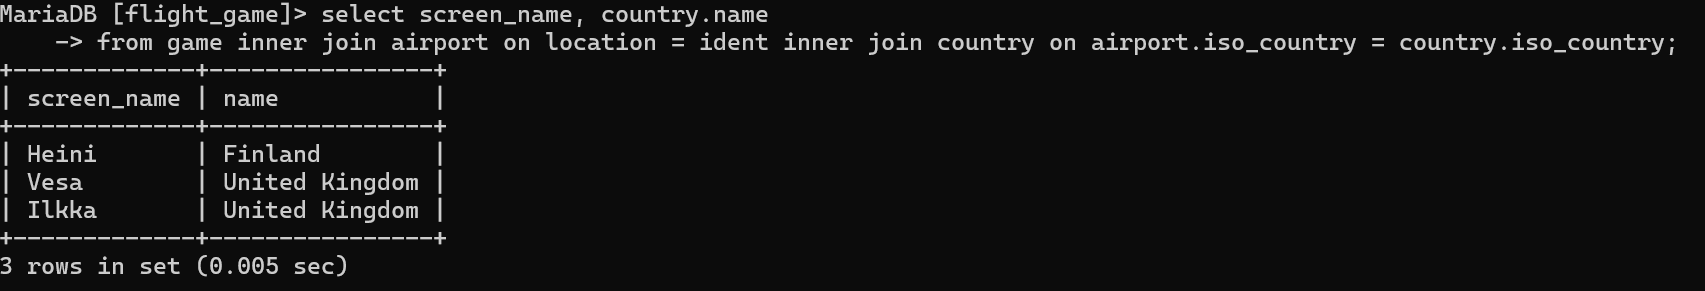 MariaDB [flight_game]> select screen_name, country.name
    -> from game inner join airport on location = ident inner join country on airport.iso_country = country.iso_country;
+-------------+----------------+
| screen_name | name           |
+-------------+----------------+
| Heini       | Finland        |
| Vesa        | United Kingdom |
| Ilkka       | United Kingdom |
+-------------+----------------+
3 rows in set (0.005 sec)